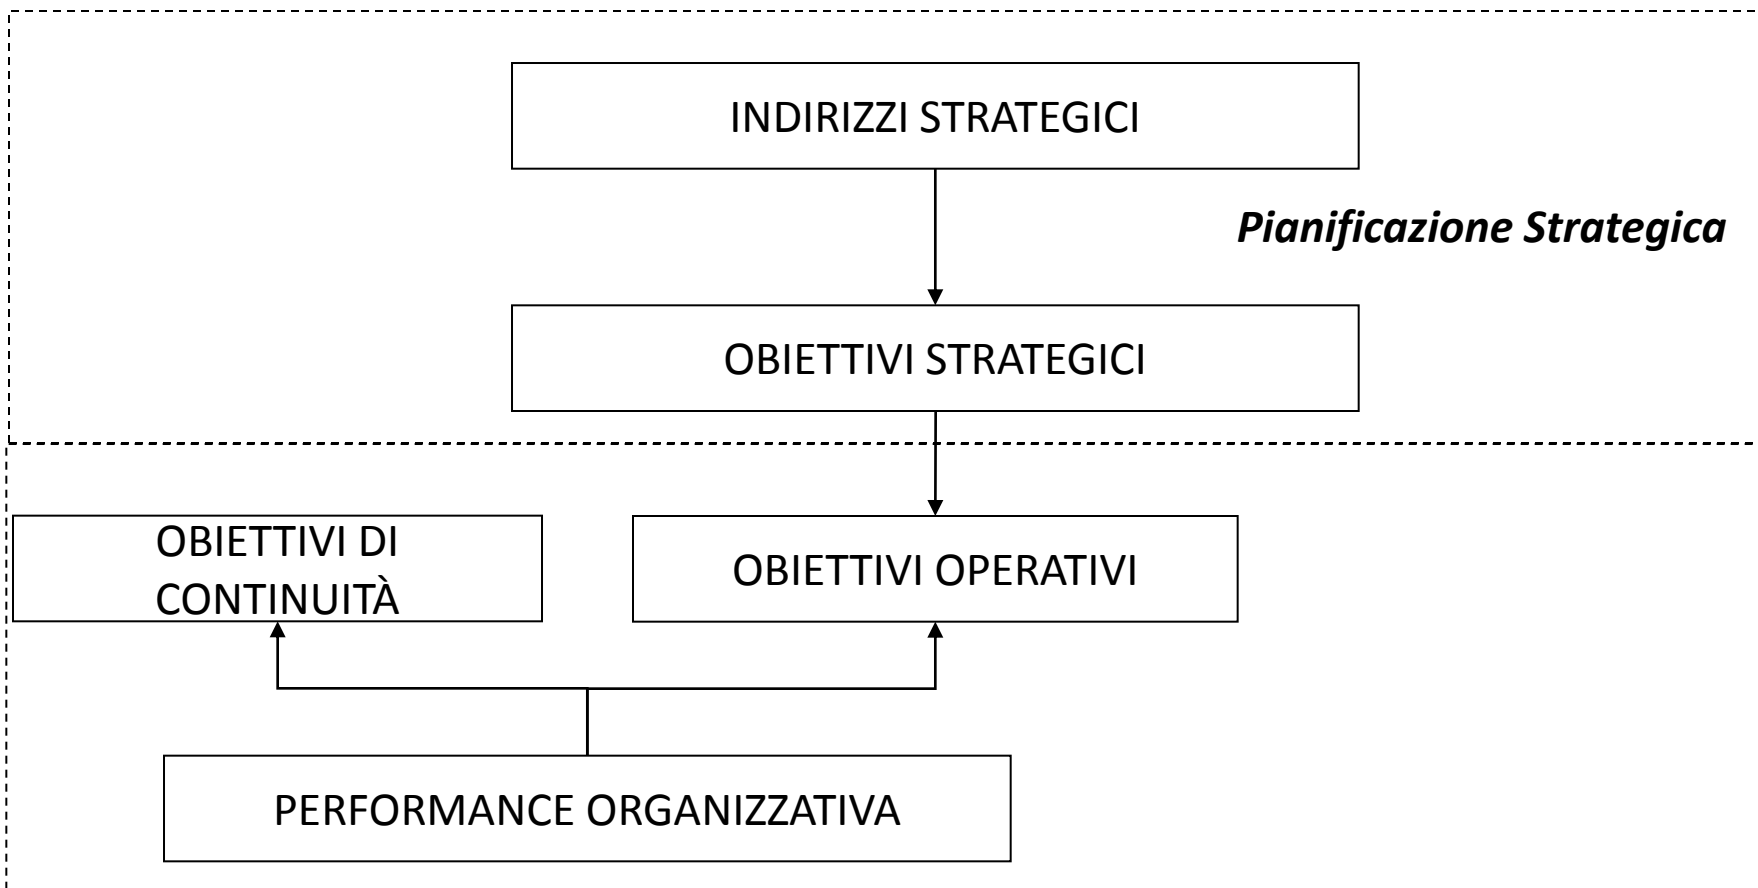 INDIRIZZI STRATEGICI
Pianificazione Strategica
OBIETTIVI STRATEGICI
OBIETTIVI DI
CONTINUITÀ
OBIETTIVI OPERATIVI
PERFORMANCE ORGANIZZATIVA